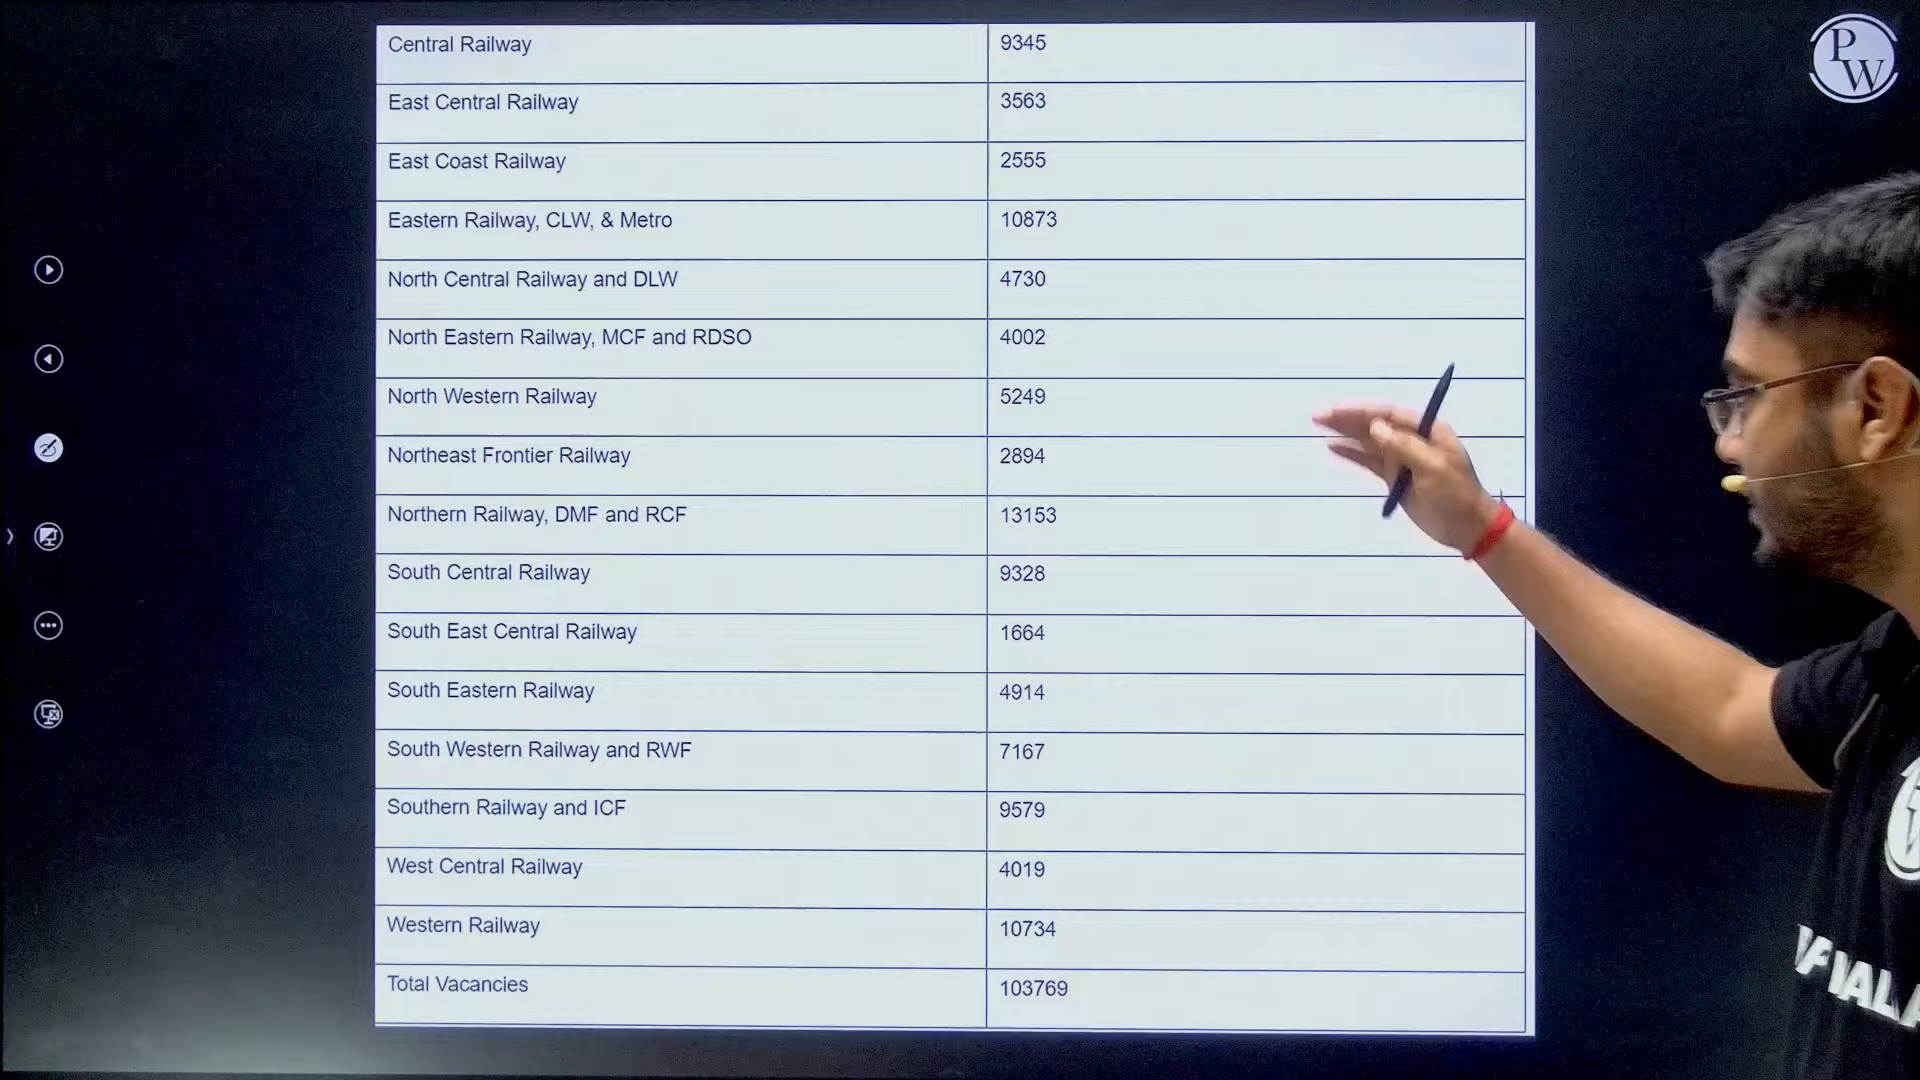 PW
Central Railway 9345
East Central Railway 3563
East Coast Railway 2555
Eastern Railway, CLW, & Metro 10873
North Central Railway and DLW 4730
North Eastern Railway, MCF and RDSO 4002
North Western Railway 5249
Northeast Frontier Railway 2894
Northern Railway, DMF and RCF 13153
South Central Railway 9328
South East Central Railway 1664
South Eastern Railway 4914
South Western Railway and RWF 7167
Southern Railway and ICF 9579
West Central Railway 4019
Western Railway 10734
Total Vacancies 103769